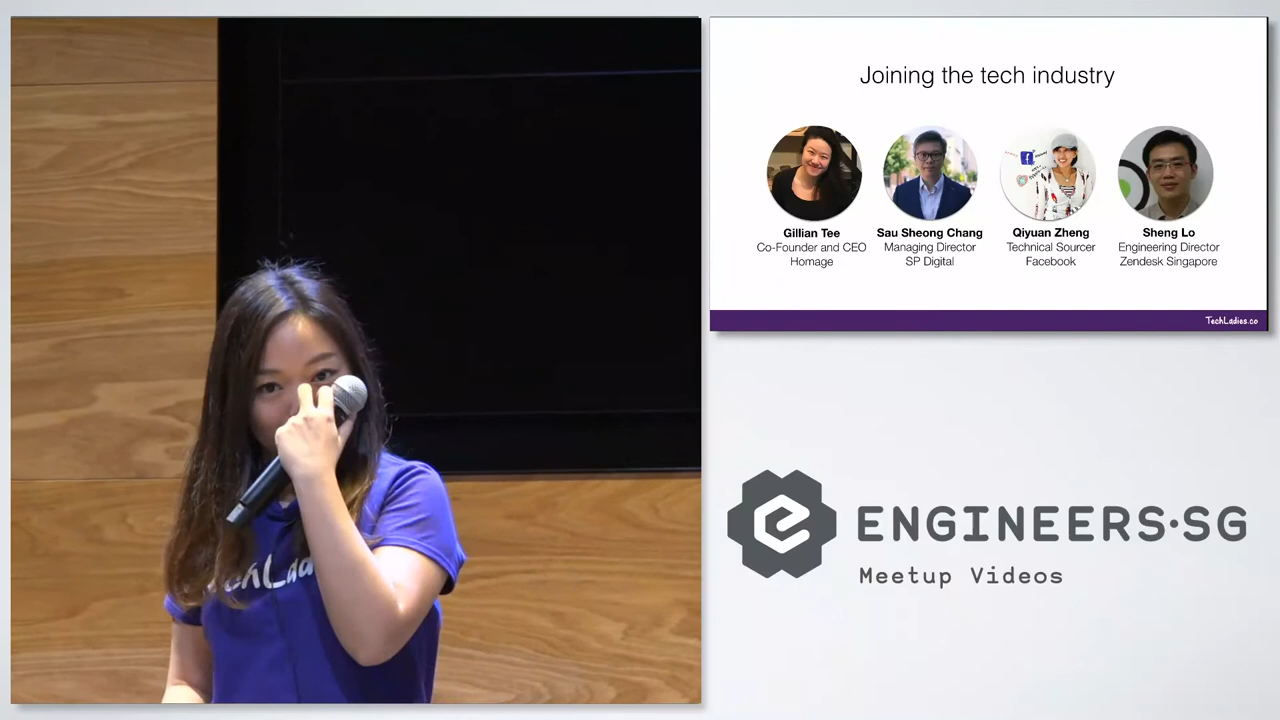 Joining the tech industry
Gillian Tee
Co-Founder and CEO
Homage
Sau Sheong Chang
Managing Director
SP Digital
Qiyuan Zheng
Technical Sourcer
Facebook
Sheng Lo
Engineering Director
Zendesk Singapore
TechLadies.co
ENGINEERS·SG
Meetup Videos